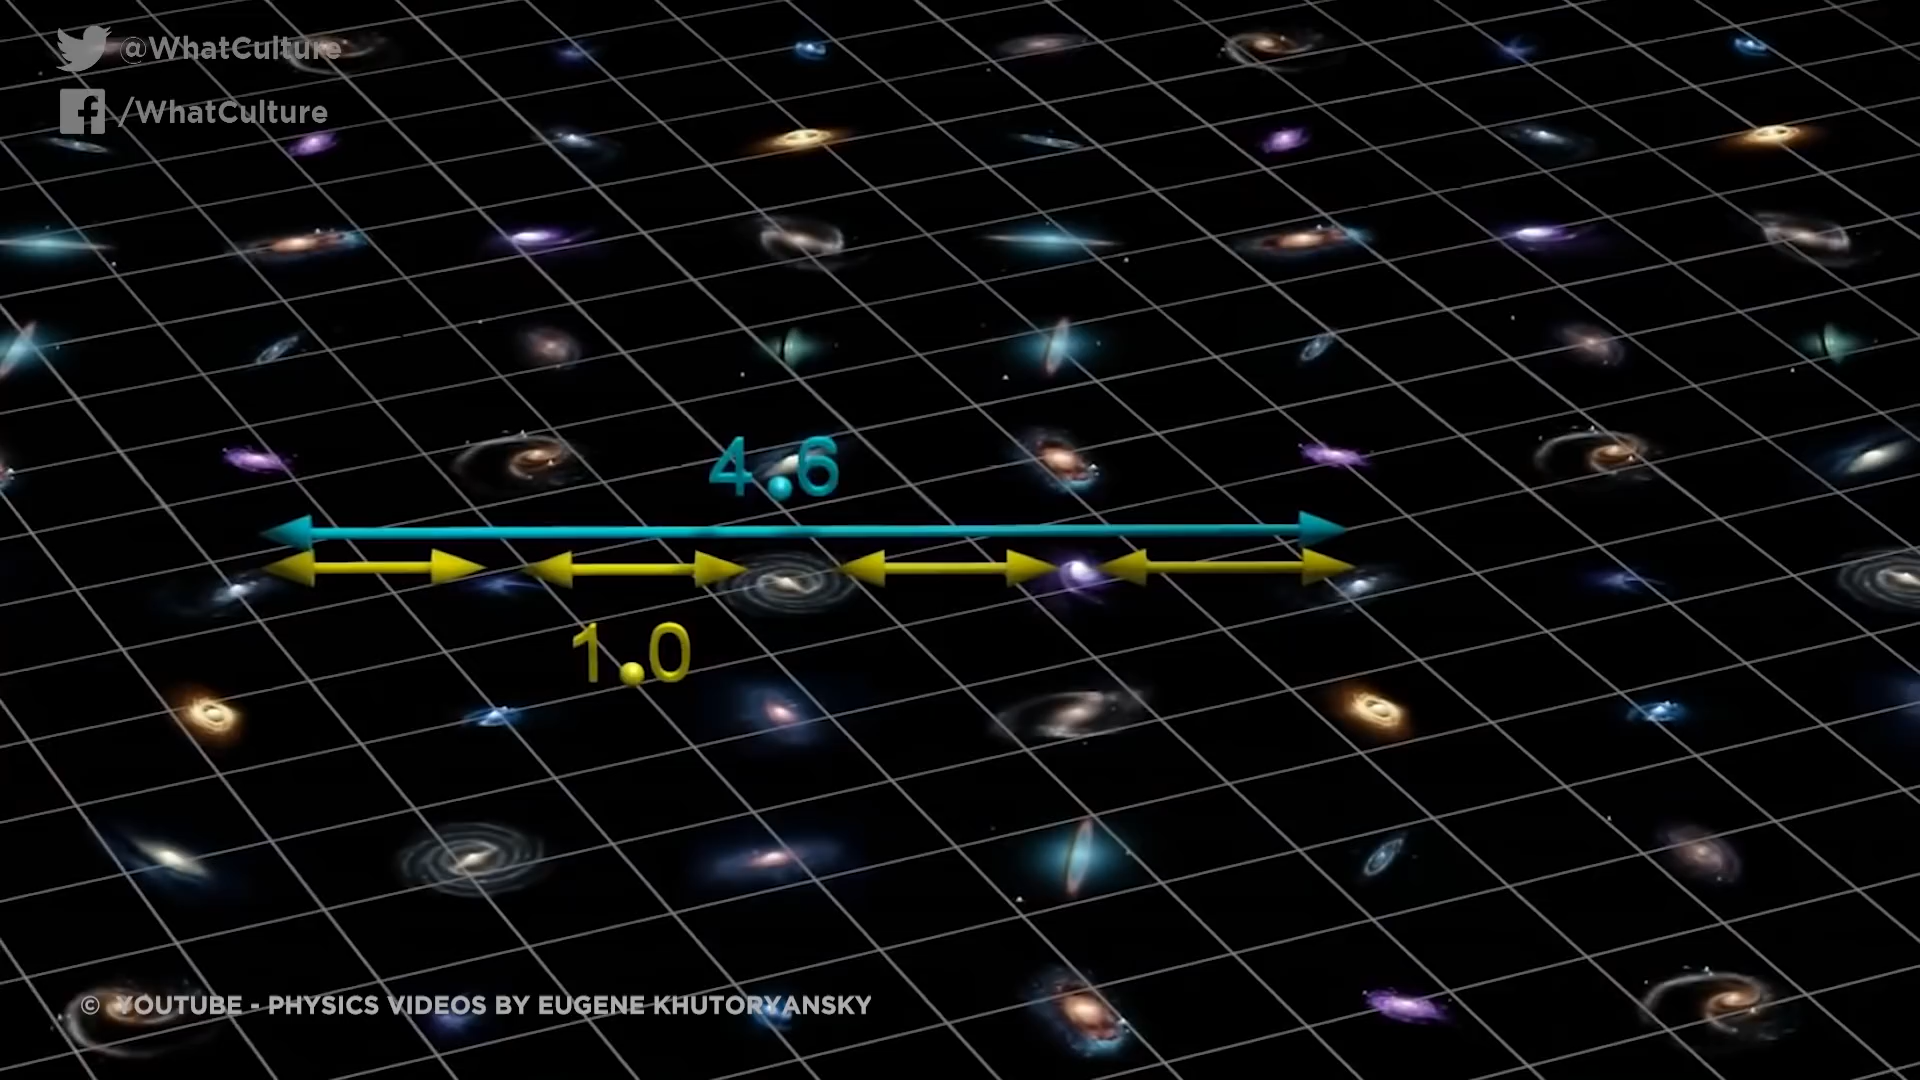 @WhatCulture
/WhatCulture
4.6
1.0
© YOUTUBE - PHYSICS VIDEOS BY EUGENE KHUTORYANSKY